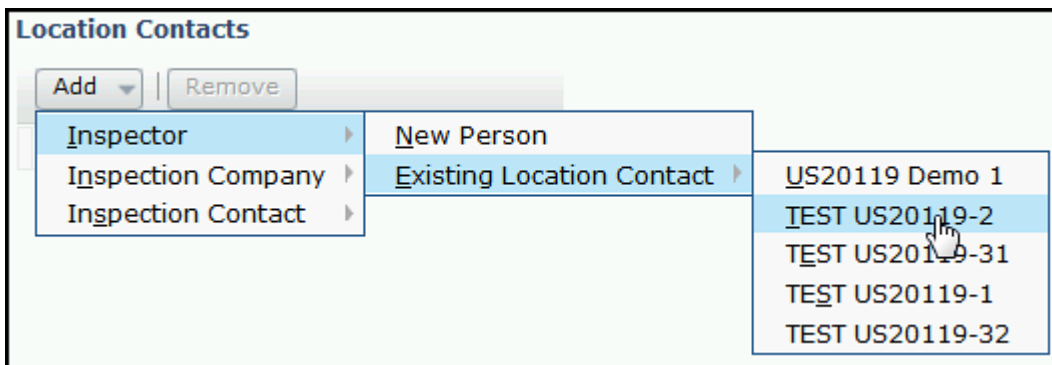 Location Contacts
Add | Remove
Inspector
New Person
Inspection Company
Existing Location Contact
US20119 Demo 1
Inspection Contact
TEST US20119-2
TEST US20119-31
TEST US20119-1
TEST US20119-32